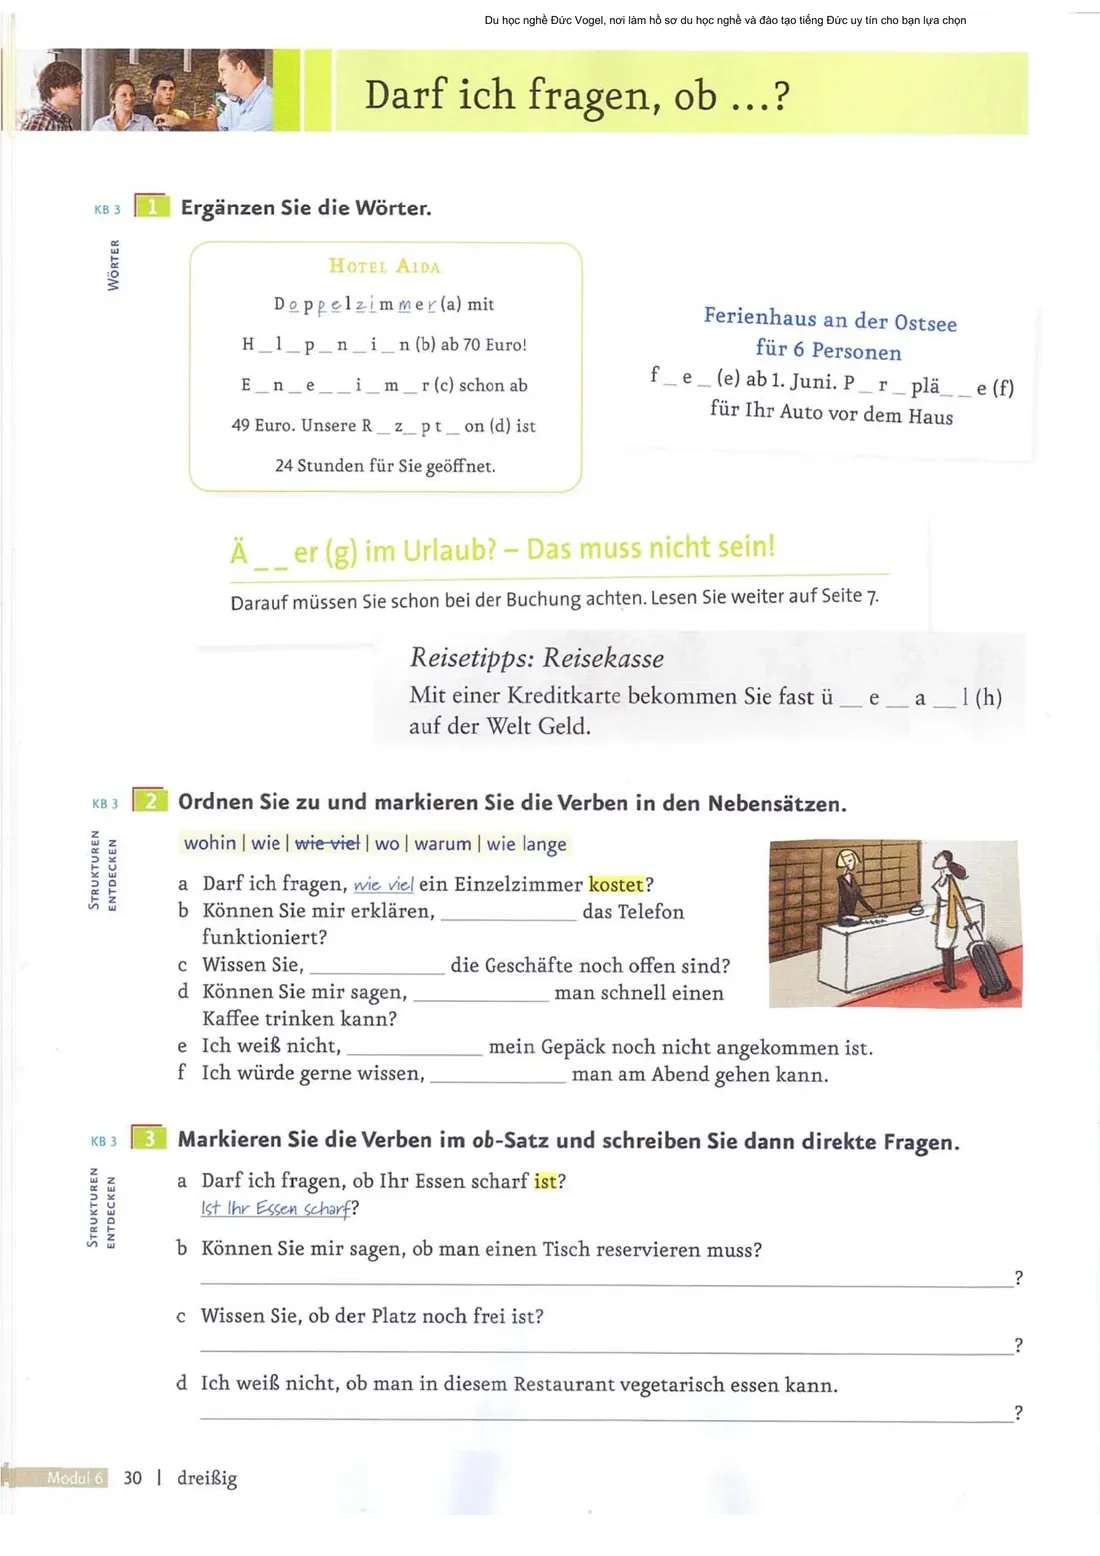 Du học nghề Đức Vogel, nơi làm hồ sơ du học nghề và đào tạo tiếng Đức uy tín cho bạn lựa chọn
Darf ich fragen, ob ...?
KB 3 1 Ergänzen Sie die Wörter.
WÖRTER
HOTEL AIDA
Doppelzimmer (a) mit
H _ l _ p _ n _ i _ n (b) ab 70 Euro!
E _ n _ e _ _ i _ m _ r (c) schon ab
49 Euro. Unsere R _ z _ p t _ on (d) ist
24 Stunden für Sie geöffnet.
Ferienhaus an der Ostsee
für 6 Personen
f _ e _ (e) ab 1. Juni. P _ r _ plä _ _ e (f)
für Ihr Auto vor dem Haus
Ä _ _ er (g) im Urlaub? – Das muss nicht sein!
Darauf müssen Sie schon bei der Buchung achten. Lesen Sie weiter auf Seite 7.
Reisetipps: Reisekasse
Mit einer Kreditkarte bekommen Sie fast ü _ e _ a _ l (h)
auf der Welt Geld.
KB 3 2 Ordnen Sie zu und markieren Sie die Verben in den Nebensätzen.
STRUKTUREN
ENTDECKEN
wohin | wie | wie viel | wo | warum | wie lange
a Darf ich fragen, wie viel ein Einzelzimmer kostet?
b Können Sie mir erklären, ____________ das Telefon
funktioniert?
c Wissen Sie, ____________ die Geschäfte noch offen sind?
d Können Sie mir sagen, ____________ man schnell einen
Kaffee trinken kann?
e Ich weiß nicht, ____________ mein Gepäck noch nicht angekommen ist.
f Ich würde gerne wissen, ____________ man am Abend gehen kann.
KB 3 3 Markieren Sie die Verben im ob-Satz und schreiben Sie dann direkte Fragen.
STRUKTUREN
ENTDECKEN
a Darf ich fragen, ob Ihr Essen scharf ist?
Ist Ihr Essen scharf?
b Können Sie mir sagen, ob man einen Tisch reservieren muss?
____________?
c Wissen Sie, ob der Platz noch frei ist?
____________?
d Ich weiß nicht, ob man in diesem Restaurant vegetarisch essen kann.
____________?
Modul 6 30 | dreißig